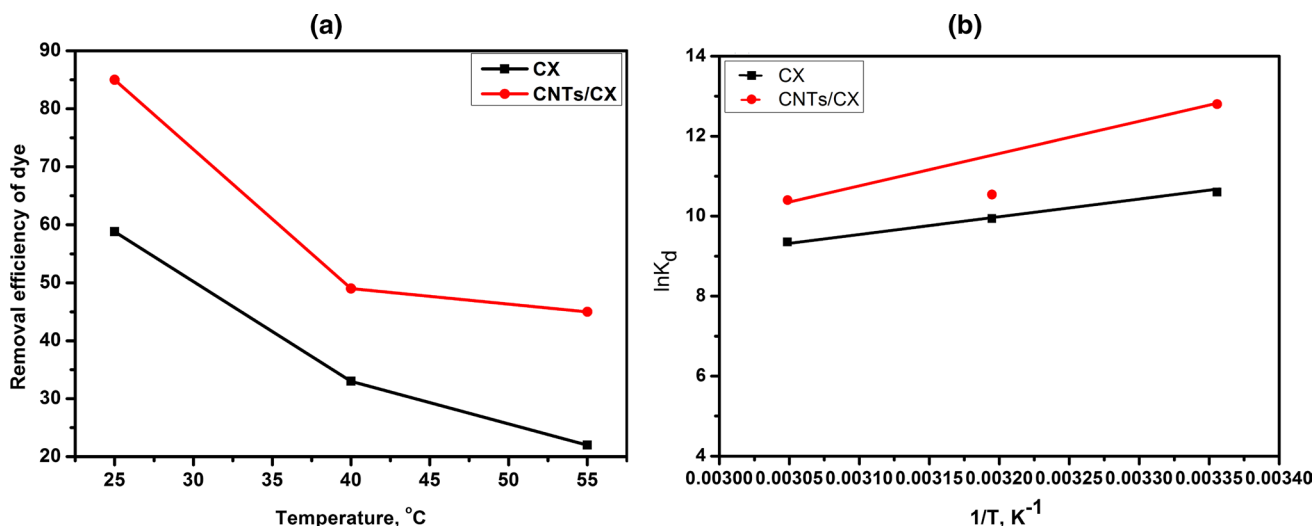 (a)
90
80
70
60
50
40
30
20
Removal efficiency of dye
25 30 35 40 45 50 55
Temperature, °C
CX
CNTs/CX
(b)
14
12
10
8
6
4
lnKd
0.00300 0.00305 0.00310 0.00315 0.00320 0.00325 0.00330 0.00335 0.00340
1/T, K-1
CX
CNTs/CX